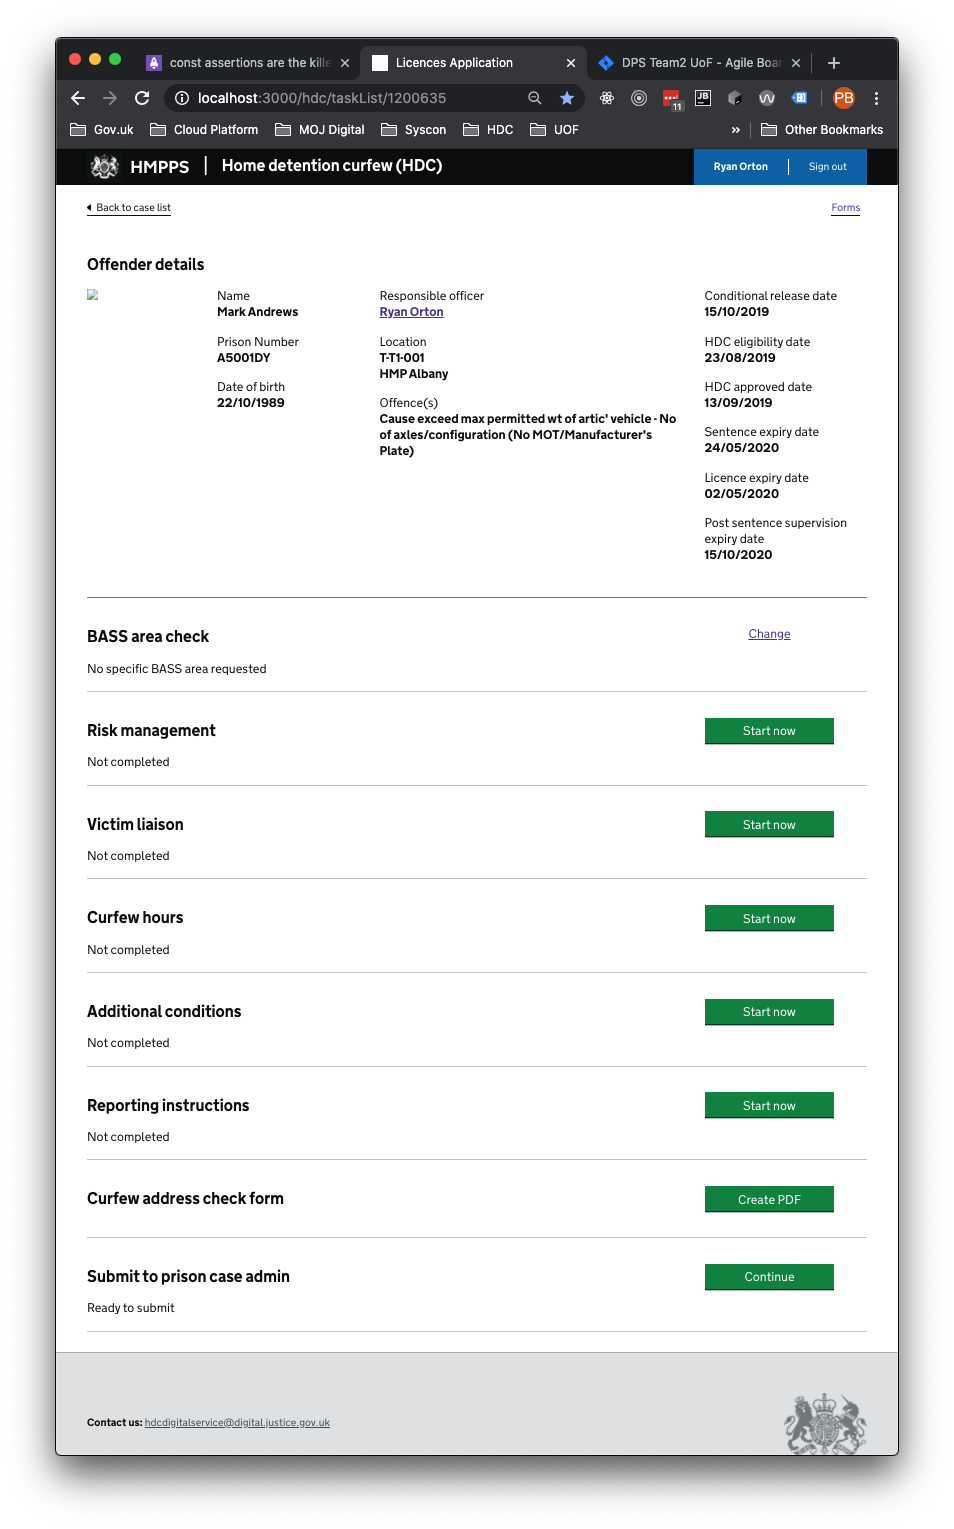 const assertions are the kille
Licences Application
DPS Team2 UoF - Agile Boar
localhost:3000/hdc/taskList/1200635
11
JB
PB
Gov.uk
Cloud Platform
MOJ Digital
Syscon
HDC
UOF
»
Other Bookmarks
HMPPS | Home detention curfew (HDC)
Ryan Orton
Sign out
Back to case list
Forms
Offender details
Name
Mark Andrews
Prison Number
A5001DY
Date of birth
22/10/1989
Responsible officer
Ryan Orton
Location
T-T1-001
HMP Albany
Offence(s)
Cause exceed max permitted wt of artic' vehicle - No
of axles/configuration (No MOT/Manufacturer's
Plate)
Conditional release date
15/10/2019
HDC eligibility date
23/08/2019
HDC approved date
13/09/2019
Sentence expiry date
24/05/2020
Licence expiry date
02/05/2020
Post sentence supervision
expiry date
15/10/2020
BASS area check
Change
No specific BASS area requested
Risk management
Start now
Not completed
Victim liaison
Start now
Not completed
Curfew hours
Start now
Not completed
Additional conditions
Start now
Not completed
Reporting instructions
Start now
Not completed
Curfew address check form
Create PDF
Submit to prison case admin
Continue
Ready to submit
Contact us: hdcdigitalservice@digital.justice.gov.uk